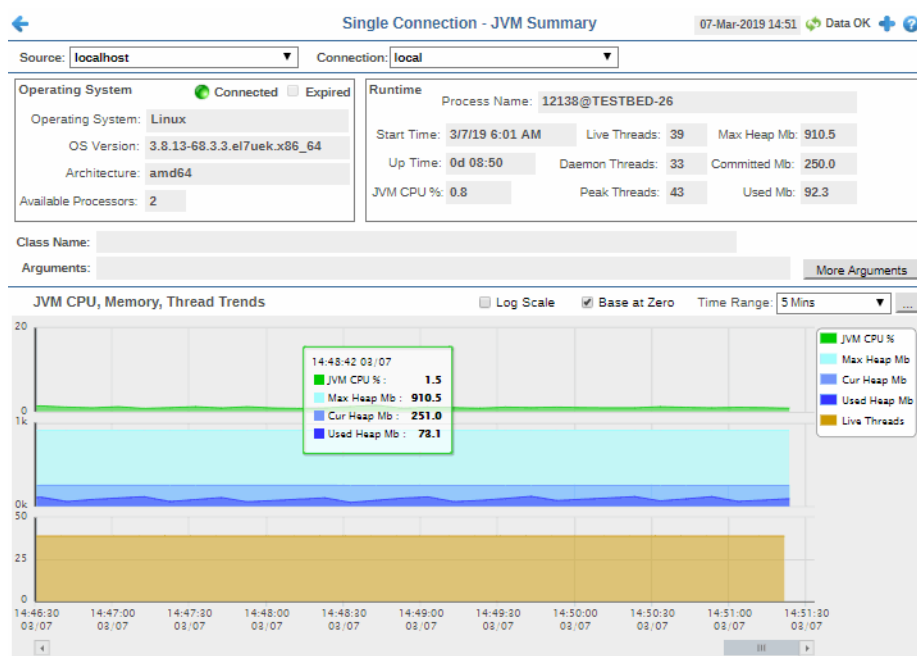 Single Connection - JVM Summary 07-Mar-2019 14:51 Data OK
Source: localhost Connection: local
Operating System Connected Expired
Operating System: Linux
OS Version: 3.8.13-68.3.3.el7uek.x86_64
Architecture: amd64
Available Processors: 2
Runtime
Process Name: 12138@TESTBED-26
Start Time: 3/7/19 6:01 AM Live Threads: 39 Max Heap Mb: 910.5
Up Time: 0d 08:50 Daemon Threads: 33 Committed Mb: 250.0
JVM CPU %: 0.8 Peak Threads: 43 Used Mb: 92.3
Class Name:
Arguments: More Arguments
JVM CPU, Memory, Thread Trends Log Scale Base at Zero Time Range: 5 Mins ...
20
0
1k
0k
50
25
0
14:48:42 03/07
JVM CPU % : 1.5
Max Heap Mb : 910.5
Cur Heap Mb : 251.0
Used Heap Mb : 73.1
JVM CPU %
Max Heap Mb
Cur Heap Mb
Used Heap Mb
Live Threads
14:46:30 14:47:00 14:47:30 14:48:00 14:48:30 14:49:00 14:49:30 14:50:00 14:50:30 14:51:00 14:51:30
03/07 03/07 03/07 03/07 03/07 03/07 03/07 03/07 03/07 03/07 03/07